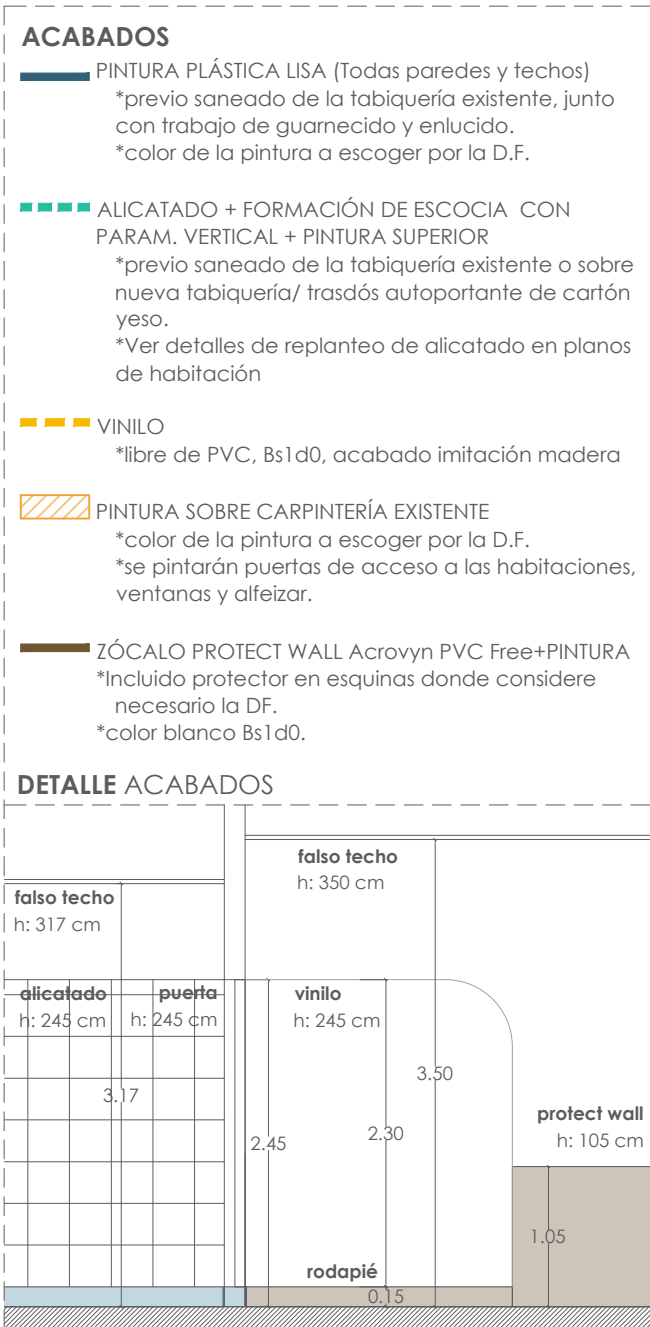 ACABADOS
PINTURA PLÁSTICA LISA (Todas paredes y techos)
*previo saneado de la tabiquería existente, junto
con trabajo de guarnecido y enlucido.
*color de la pintura a escoger por la D.F.
ALICATADO + FORMACIÓN DE ESCOCIA CON
PARAM. VERTICAL + PINTURA SUPERIOR
*previo saneado de la tabiquería existente o sobre
nueva tabiquería/ trasdós autoportante de cartón
yeso.
*Ver detalles de replanteo de alicatado en planos
de habitación
VINILO
*libre de PVC, Bs1d0, acabado imitación madera
PINTURA SOBRE CARPINTERÍA EXISTENTE
*color de la pintura a escoger por la D.F.
*se pintarán puertas de acceso a las habitaciones,
ventanas y alfeizar.
ZÓCALO PROTECT WALL Acrovyn PVC Free+PINTURA
*Incluido protector en esquinas donde considere
necesario la DF.
*color blanco Bs1d0.
DETALLE ACABADOS
falso techo
h: 350 cm
falso techo
h: 317 cm
alicatado
h: 245 cm
puerta
h: 245 cm
vinilo
h: 245 cm
3.17
3.50
2.45
2.30
protect wall
h: 105 cm
1.05
rodapié
0.15